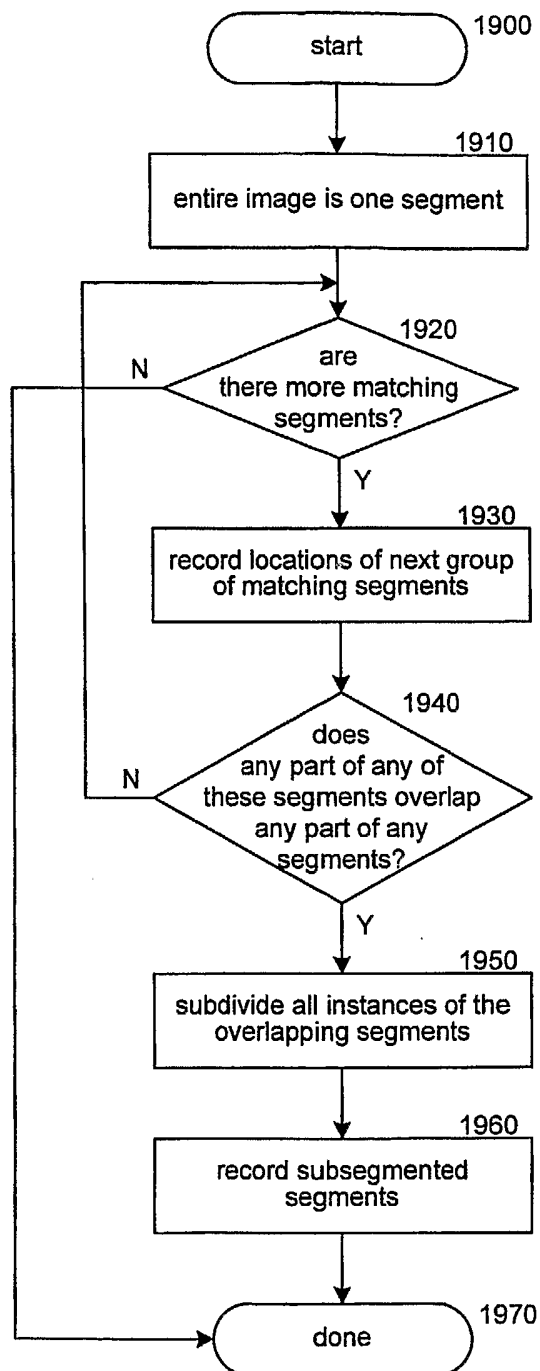 1900
start
1910
entire image is one segment
1920
are
there more matching
segments?
N
Y
1930
record locations of next group
of matching segments
1940
does
any part of any of
these segments overlap
any part of any
segments?
N
Y
1950
subdivide all instances of the
overlapping segments
1960
record subsegmented
segments
1970
done